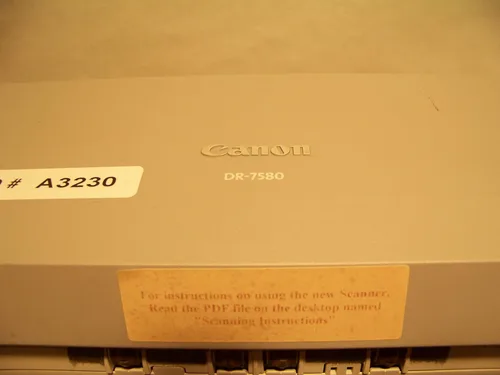 Canon
DR-7580
# A3230
For instructions on using the new Scanner,
Read the PDF file on the desktop named
"Scanning Instructions"